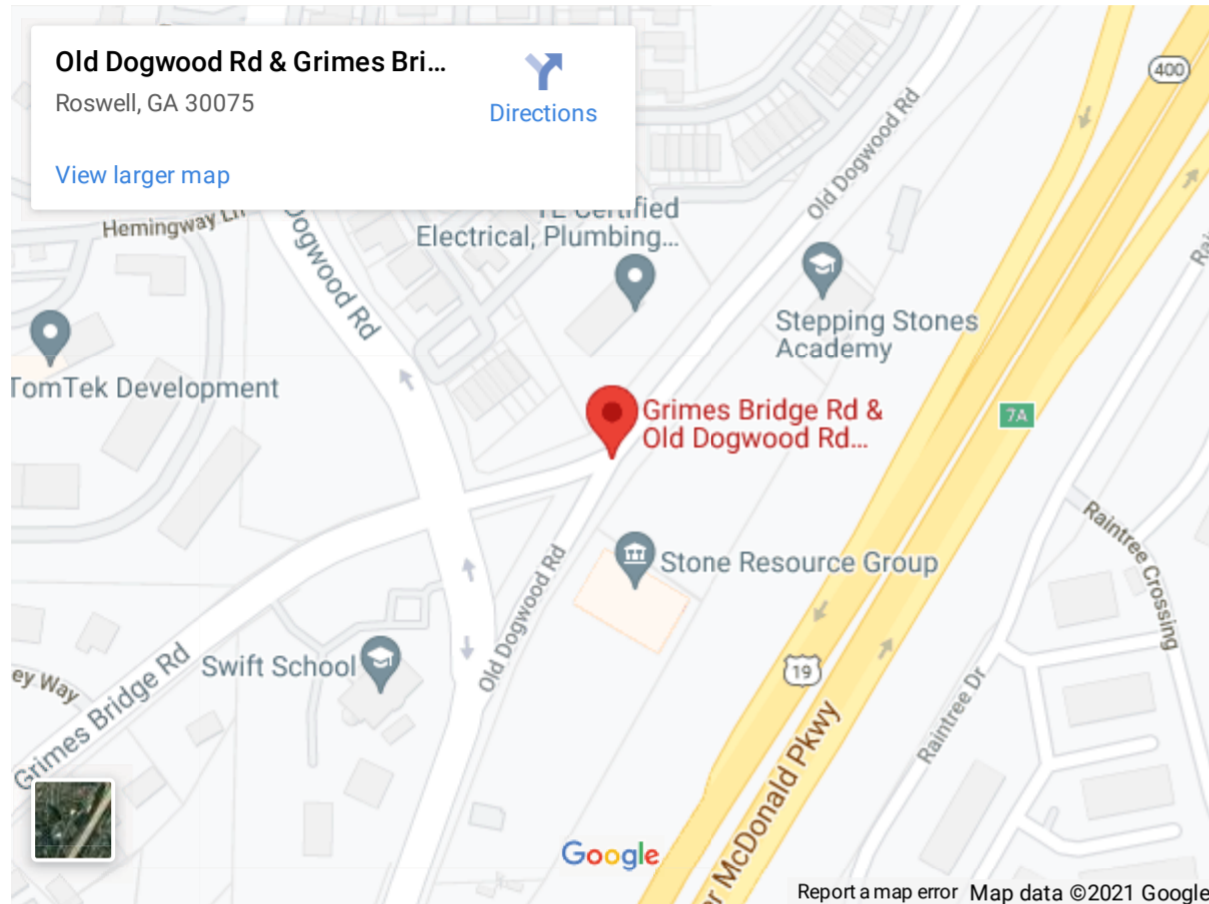 Old Dogwood Rd & Grimes Bri...
Roswell, GA 30075
Directions
View larger map
400
Old Dogwood Rd
Hemingway Ln
Dogwood Rd
Certified
Electrical, Plumbing...
Stepping Stones
Academy
TomTek Development
Grimes Bridge Rd &
Old Dogwood Rd...
7A
Raintree Crossing
Stone Resource Group
Old Dogwood Rd
Swift School
Way
Grimes Bridge Rd
19
Raintree Dr
McDonald Pkwy
Google
Report a map error
Map data ©2021 Google